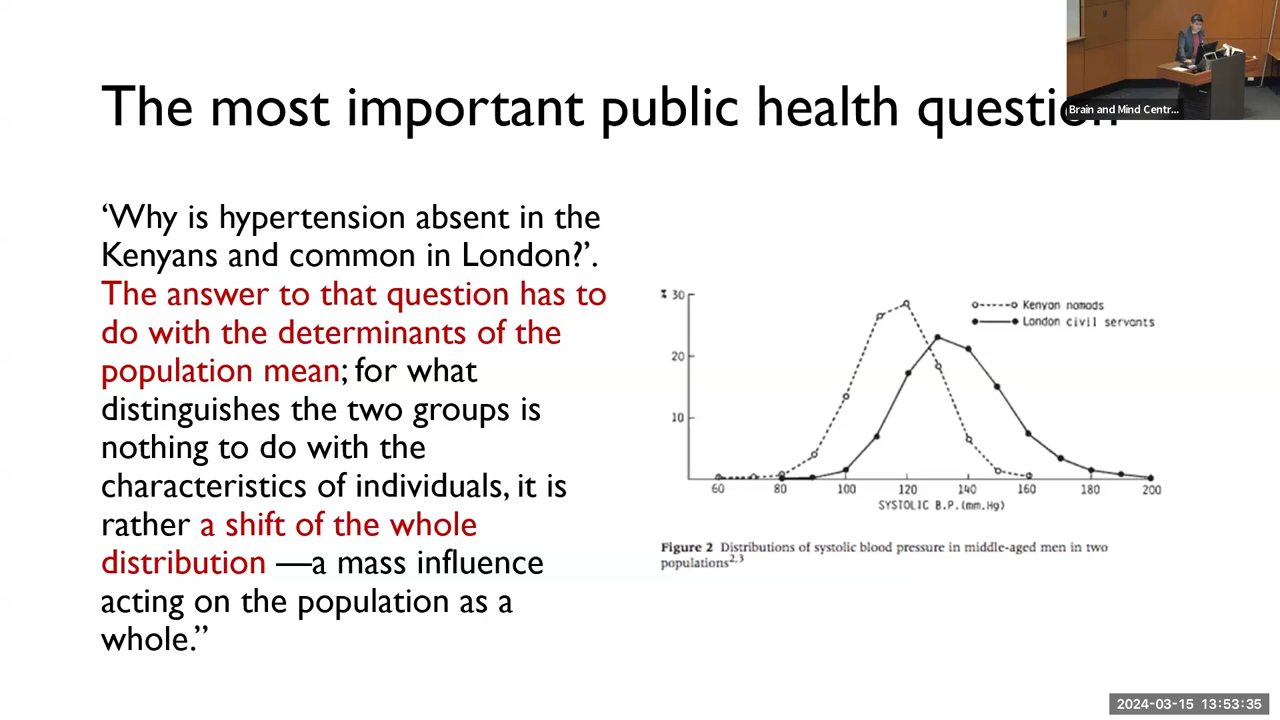 The most important public health question
Brain and Mind Centr...
‘Why is hypertension absent in the
Kenyans and common in London?’.
The answer to that question has to
do with the determinants of the
population mean; for what
distinguishes the two groups is
nothing to do with the
characteristics of individuals, it is
rather a shift of the whole
distribution —a mass influence
acting on the population as a
whole.”
% 30
20
10
Kenyan nomads
London civil servants
60 80 100 120 140 160 180 200
SYSTOLIC B.P.(mm.Hg)
Figure 2 Distributions of systolic blood pressure in middle-aged men in two
populations2,3
2024-03-15 13:53:35